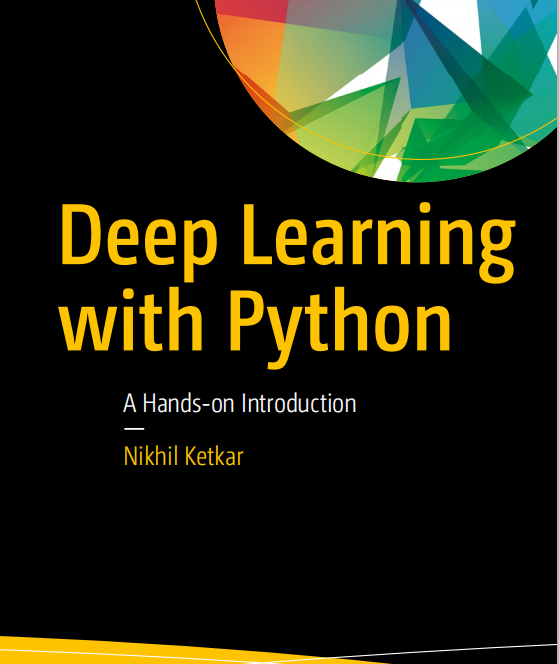 Deep Learning
with Python
A Hands-on Introduction
—
Nikhil Ketkar